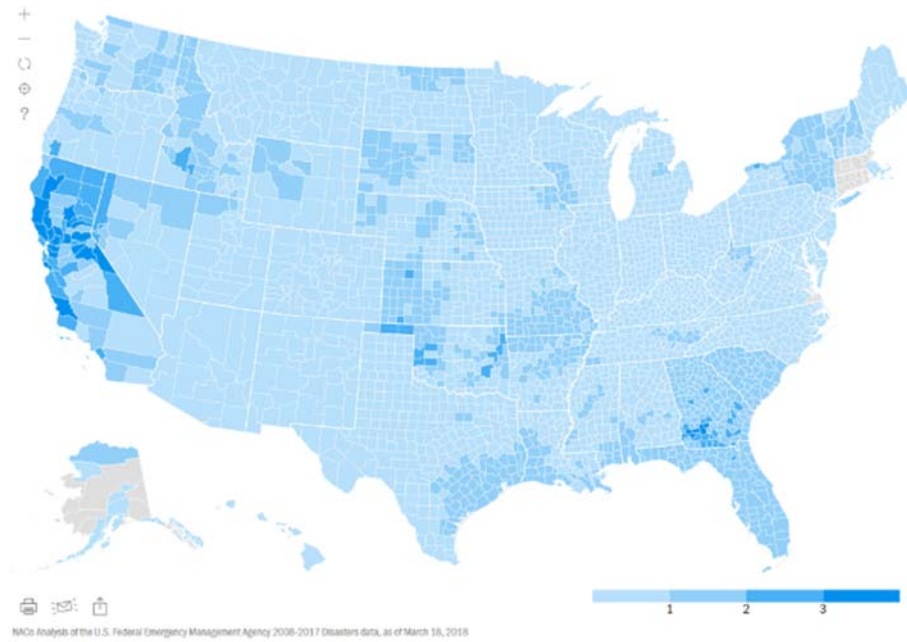 +
−
?
1 2 3
NACo Analysis of the U.S. Federal Emergency Management Agency 2008-2017 Disasters data, as of March 18, 2018